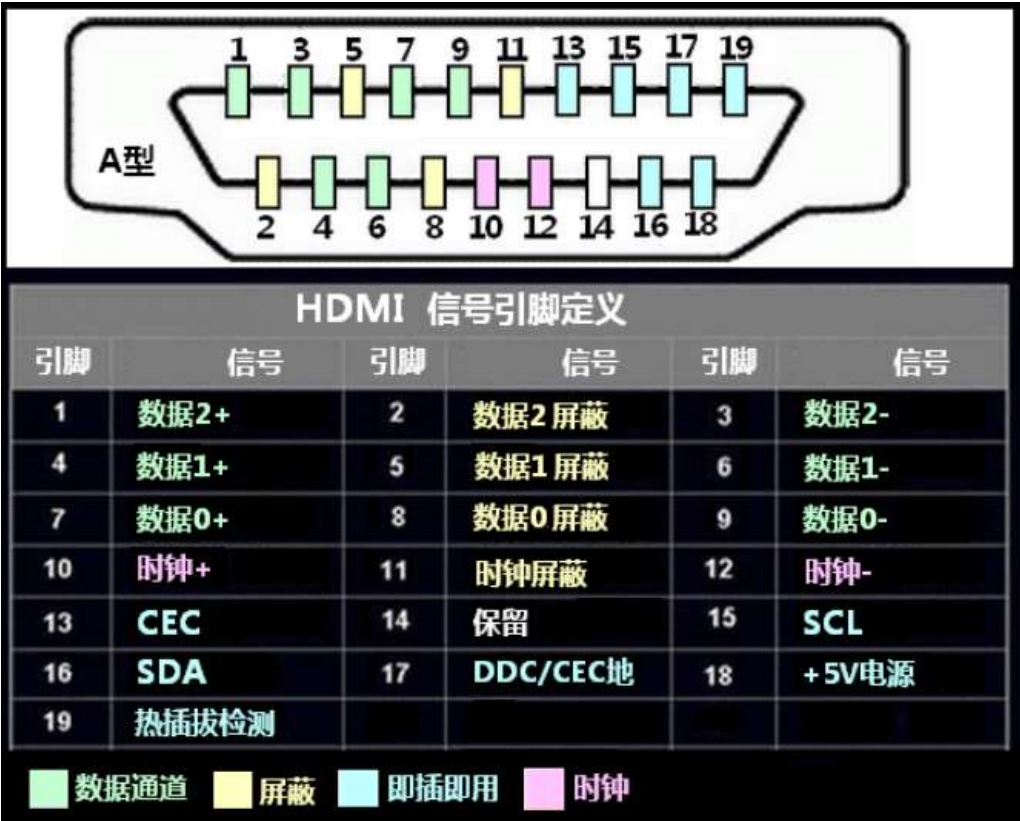 1 3 5 7 9 11 13 15 17 19
A型
2 4 6 8 10 12 14 16 18
HDMI 信号引脚定义
引脚 信号 引脚 信号 引脚 信号
1 数据2+ 2 数据2屏蔽 3 数据2-
4 数据1+ 5 数据1屏蔽 6 数据1-
7 数据0+ 8 数据0屏蔽 9 数据0-
10 时钟+ 11 时钟屏蔽 12 时钟-
13 CEC 14 保留 15 SCL
16 SDA 17 DDC/CEC地 18 +5V电源
19 热插拔检测
数据通道 屏蔽 即插即用 时钟